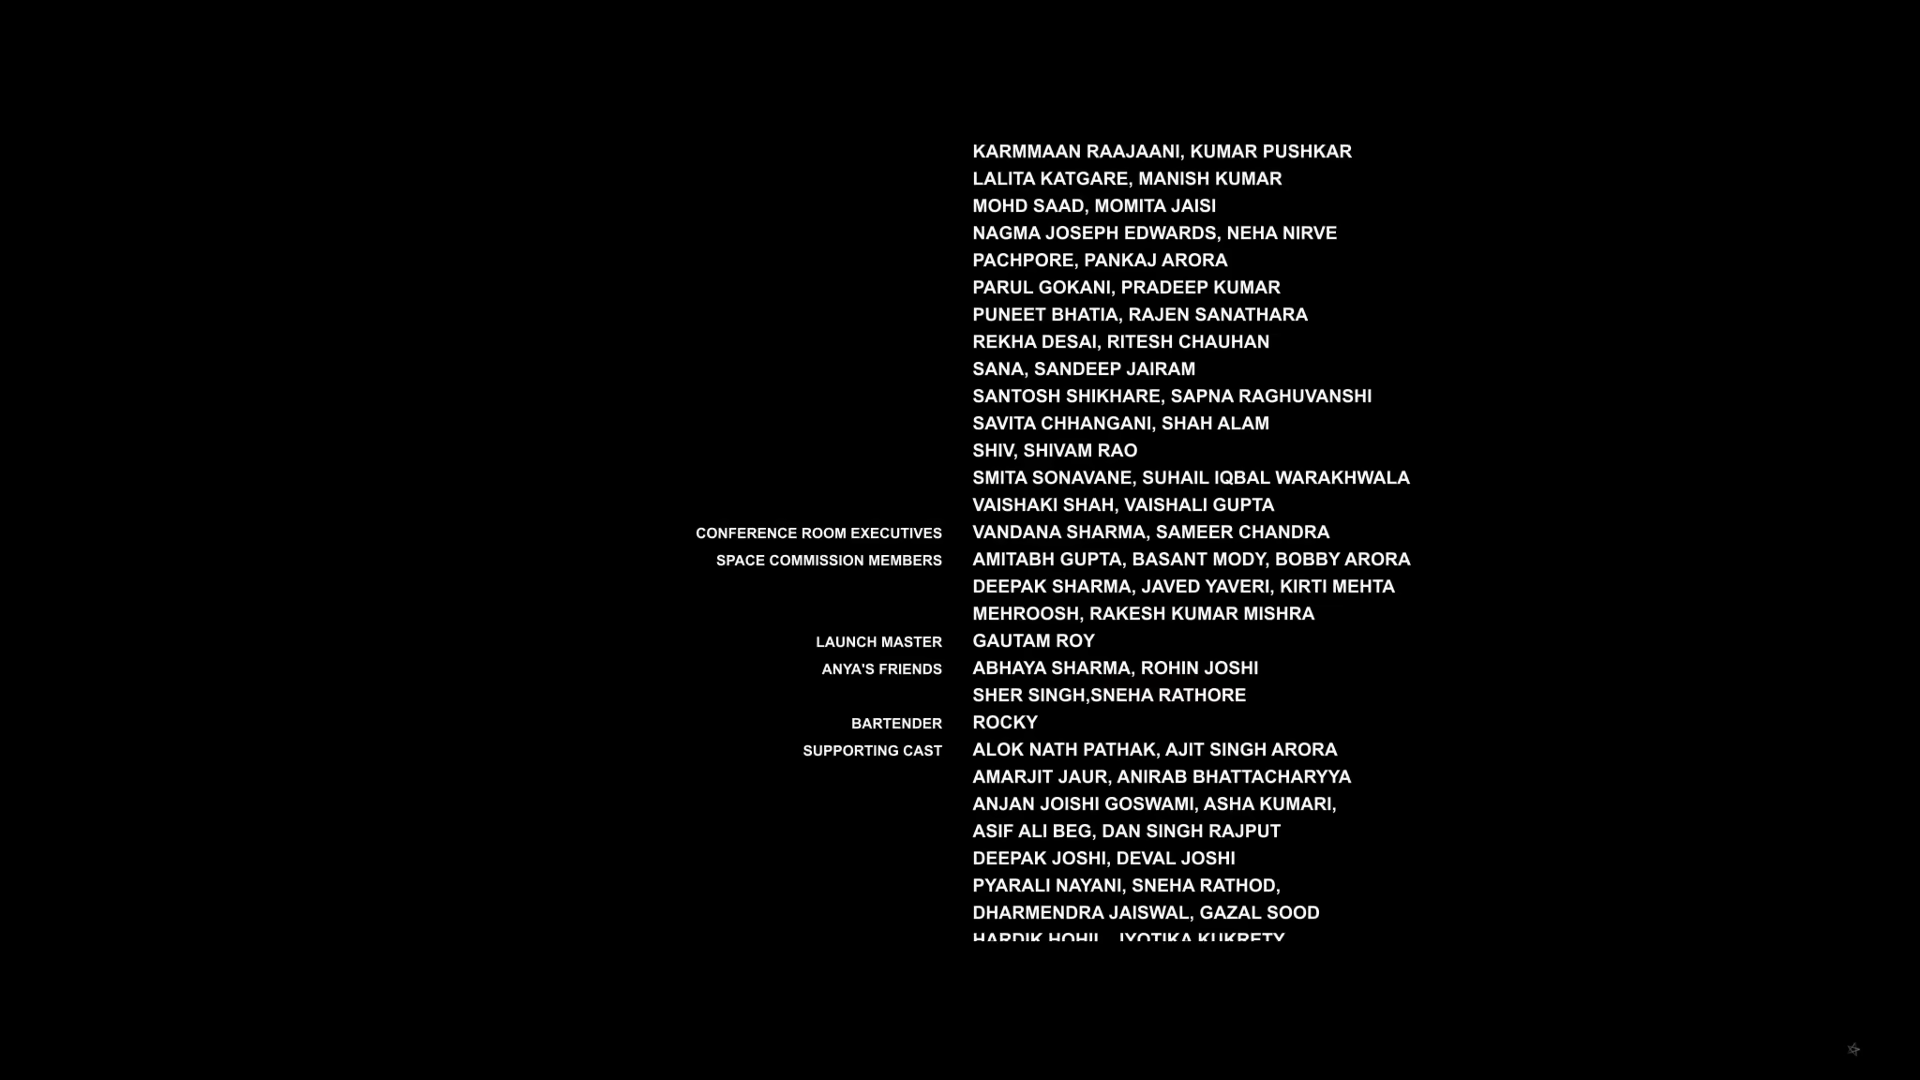 KARMMAAN RAAJAANI, KUMAR PUSHKAR
LALITA KATGARE, MANISH KUMAR
MOHD SAAD, MOMITA JAISI
NAGMA JOSEPH EDWARDS, NEHA NIRVE
PACHPORE, PANKAJ ARORA
PARUL GOKANI, PRADEEP KUMAR
PUNEET BHATIA, RAJEN SANATHARA
REKHA DESAI, RITESH CHAUHAN
SANA, SANDEEP JAIRAM
SANTOSH SHIKHARE, SAPNA RAGHUVANSHI
SAVITA CHHANGANI, SHAH ALAM
SHIV, SHIVAM RAO
SMITA SONAVANE, SUHAIL IQBAL WARAKHWALA
VAISHAKI SHAH, VAISHALI GUPTA
CONFERENCE ROOM EXECUTIVES VANDANA SHARMA, SAMEER CHANDRA
SPACE COMMISSION MEMBERS AMITABH GUPTA, BASANT MODY, BOBBY ARORA
DEEPAK SHARMA, JAVED YAVERI, KIRTI MEHTA
MEHROOSH, RAKESH KUMAR MISHRA
LAUNCH MASTER GAUTAM ROY
ANYA'S FRIENDS ABHAYA SHARMA, ROHIN JOSHI
SHER SINGH,SNEHA RATHORE
BARTENDER ROCKY
SUPPORTING CAST ALOK NATH PATHAK, AJIT SINGH ARORA
AMARJIT JAUR, ANIRAB BHATTACHARYYA
ANJAN JOISHI GOSWAMI, ASHA KUMARI,
ASIF ALI BEG, DAN SINGH RAJPUT
DEEPAK JOSHI, DEVAL JOSHI
PYARALI NAYANI, SNEHA RATHOD,
DHARMENDRA JAISWAL, GAZAL SOOD
HARDIK JYOTIKA KUKRETY